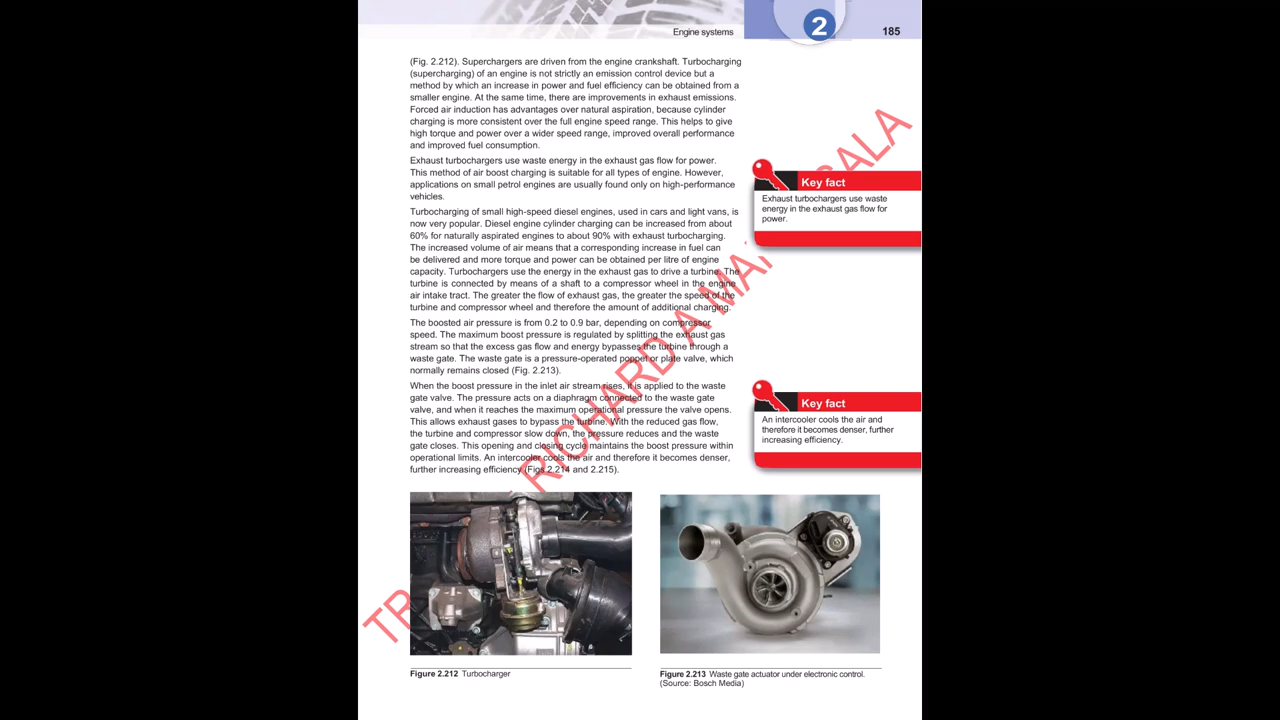 Engine systems
2
185
(Fig. 2.212). Superchargers are driven from the engine crankshaft. Turbocharging
(supercharging) of an engine is not strictly an emission control device but a
method by which an increase in power and fuel efficiency can be obtained from a
smaller engine. At the same time, there are improvements in exhaust emissions.
Forced air induction has advantages over natural aspiration, because cylinder
charging is more consistent over the full engine speed range. This helps to give
high torque and power over a wider speed range, improved overall performance
and improved fuel consumption.
Exhaust turbochargers use waste energy in the exhaust gas flow for power.
This method of air boost charging is suitable for all types of engine. However,
applications on small petrol engines are usually found only on high-performance
vehicles.
Turbocharging of small high-speed diesel engines, used in cars and light vans, is
now very popular. Diesel engine cylinder charging can be increased from about
60% for naturally aspirated engines to about 90% with exhaust turbocharging.
The increased volume of air means that a corresponding increase in fuel can
be delivered and more torque and power can be obtained per litre of engine
capacity. Turbochargers use the energy in the exhaust gas to drive a turbine. The
turbine is connected by means of a shaft to a compressor wheel in the engine
air intake tract. The greater the flow of exhaust gas, the greater the speed of the
turbine and compressor wheel and therefore the amount of additional charging.
The boosted air pressure is from 0.2 to 0.9 bar, depending on compressor
speed. The maximum boost pressure is regulated by splitting the exhaust gas
stream so that the excess gas flow and energy bypasses the turbine through a
waste gate. The waste gate is a pressure-operated poppet or plate valve, which
normally remains closed (Fig. 2.213).
When the boost pressure in the inlet air stream rises, it is applied to the waste
gate valve. The pressure acts on a diaphragm connected to the waste gate
valve, and when it reaches the maximum operational pressure the valve opens.
This allows exhaust gases to bypass the turbine. With the reduced gas flow,
the turbine and compressor slow down, the pressure reduces and the waste
gate closes. This opening and closing cycle maintains the boost pressure within
operational limits. An intercooler cools the air and therefore it becomes denser,
further increasing efficiency (Figs 2.214 and 2.215).
Key fact
Exhaust turbochargers use waste
energy in the exhaust gas flow for
power.
Key fact
An intercooler cools the air and
therefore it becomes denser, further
increasing efficiency.
Figure 2.212 Turbocharger
Figure 2.213 Waste gate actuator under electronic control.
(Source: Bosch Media)
RICHARD A